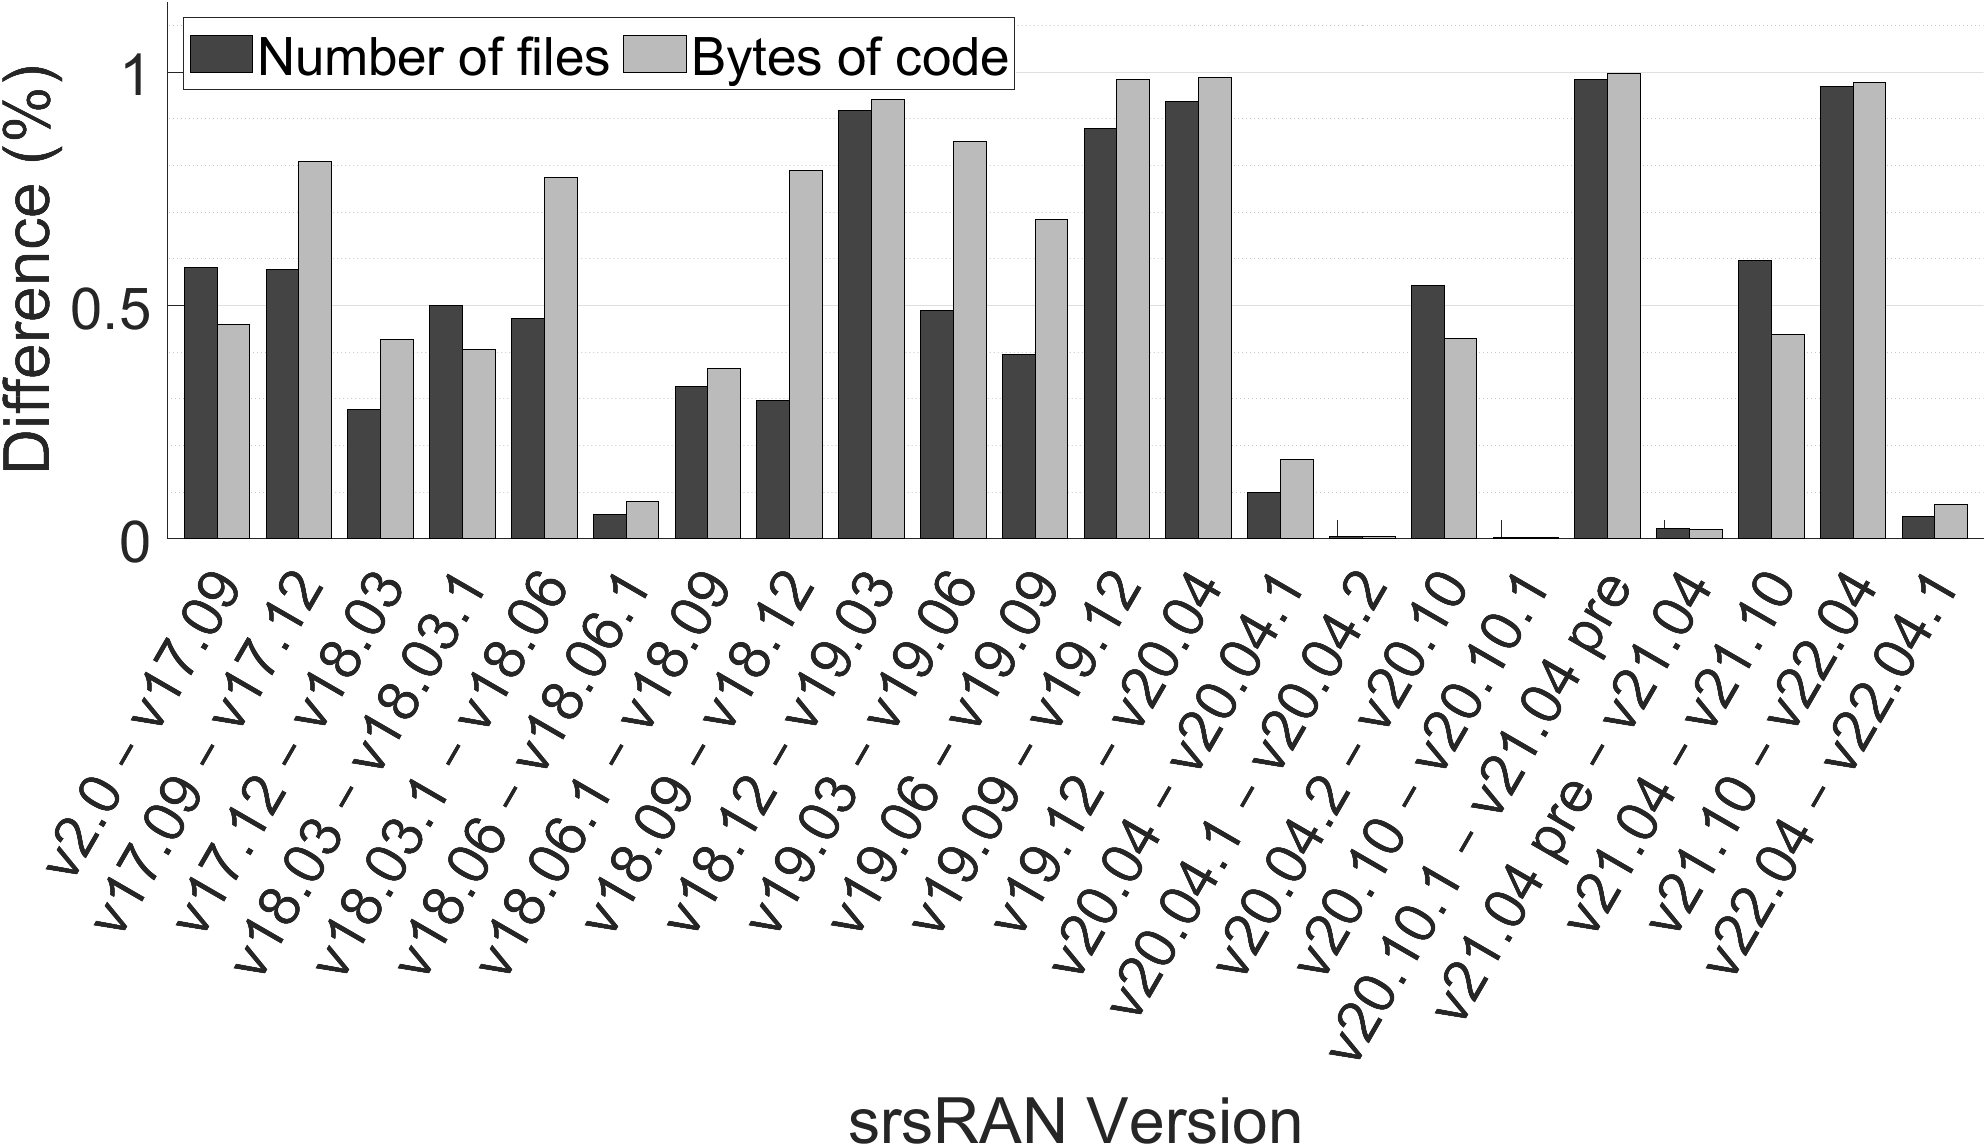 Number of files
Bytes of code
Difference (%)
1
0.5
0
v2.0 – v17.09
v17.09 – v17.12
v17.12 – v18.03
v18.03 – v18.03.1
v18.03.1 – v18.06
v18.06 – v18.06.1
v18.06.1 – v18.09
v18.09 – v18.12
v18.12 – v19.03
v19.03 – v19.06
v19.06 – v19.09
v19.09 – v19.12
v19.12 – v20.04
v20.04 – v20.04.1
v20.04.1 – v20.04.2
v20.04.2 – v20.10
v20.10 – v20.10.1
v20.10.1 – v21.04 pre
v21.04 pre – v21.04
v21.04 – v21.10
v21.10 – v22.04
v22.04 – v22.04.1
srsRAN Version